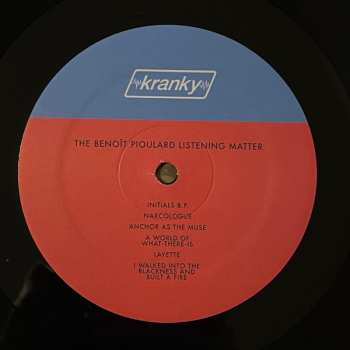 kranky
THE BENOÎT PIOULARD LISTENING MATTER
INITIALS B.P.
NARCOLOGUE
ANCHOR AS THE MUSE
A WORLD OF
WHAT-THERE-IS
LAYETTE
I WALKED INTO THE
BLACKNESS AND
BUILT A FIRE